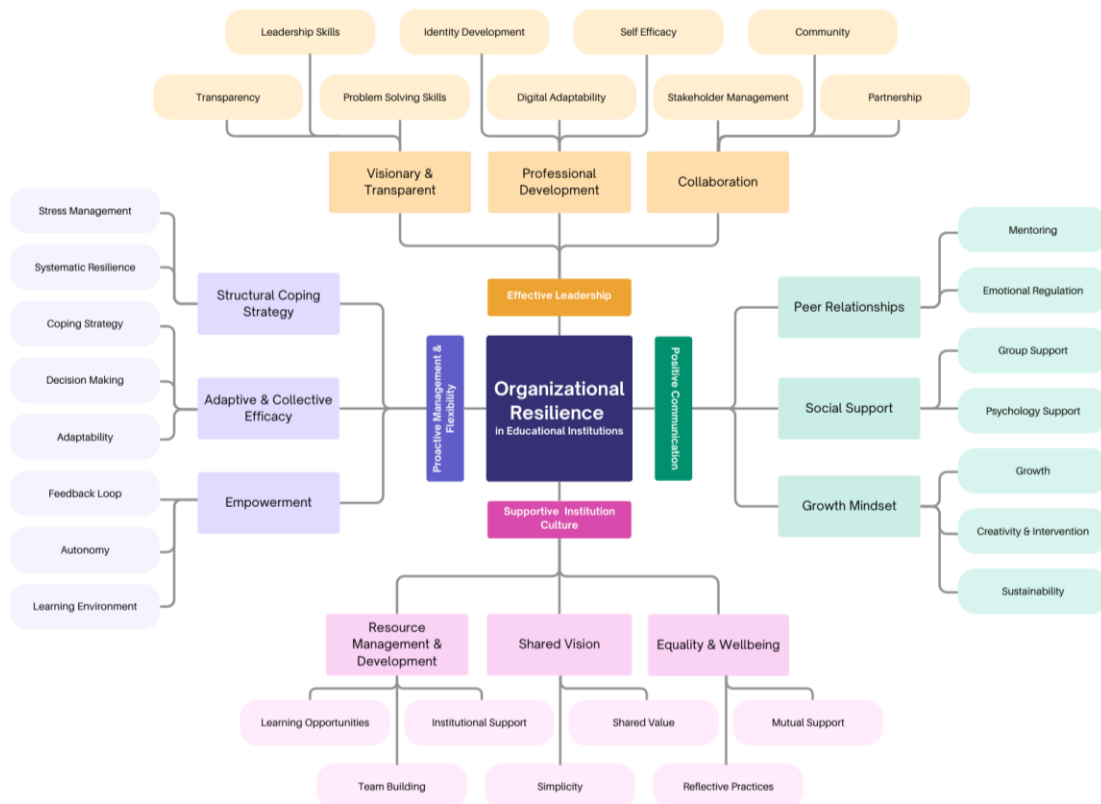 Leadership Skills
Identity Development
Self Efficacy
Community
Transparency
Problem Solving Skills
Digital Adaptability
Stakeholder Management
Partnership
Visionary &
Transparent
Professional
Development
Collaboration
Effective Leadership
Stress Management
Systematic Resilience
Coping Strategy
Decision Making
Adaptability
Feedback Loop
Autonomy
Learning Environment
Structural Coping
Strategy
Adaptive & Collective
Efficacy
Empowerment
Proactive Management &
Flexibility
Organizational
Resilience
in Educational Institutions
Positive Communication
Peer Relationships
Social Support
Growth Mindset
Mentoring
Emotional Regulation
Group Support
Psychology Support
Growth
Creativity & Intervention
Sustainability
Supportive Institution
Culture
Resource
Management &
Development
Shared Vision
Equality & Wellbeing
Learning Opportunities
Institutional Support
Shared Value
Mutual Support
Team Building
Simplicity
Reflective Practices